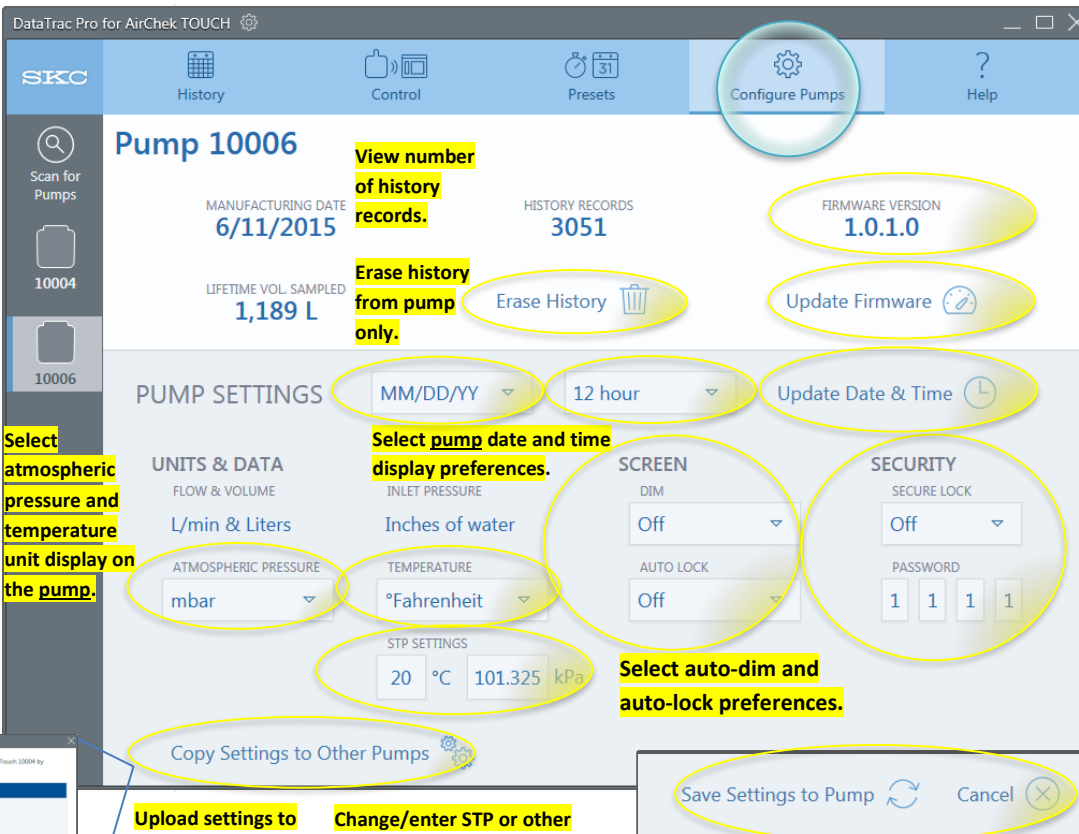 DataTrac Pro for AirChek TOUCH
SKC
History
Control
31
Presets
Configure Pumps
?
Help
Scan for
Pumps
10004
10006
Pump 10006
View number
of history
records.
MANUFACTURING DATE
6/11/2015
HISTORY RECORDS
3051
FIRMWARE VERSION
1.0.1.0
LIFETIME VOL. SAMPLED
1,189 L
Erase history
from pump
only.
Erase History
Update Firmware
PUMP SETTINGS
MM/DD/YY
12 hour
Update Date & Time
Select pump date and time
display preferences.
Select
atmospheric
pressure and
temperature
unit display on
the pump.
UNITS & DATA
FLOW & VOLUME
L/min & Liters
INLET PRESSURE
Inches of water
ATMOSPHERIC PRESSURE
mbar
TEMPERATURE
°Fahrenheit
STP SETTINGS
20 °C 101.325 kPa
SCREEN
DIM
Off
AUTO LOCK
Off
SECURITY
SECURE LOCK
Off
PASSWORD
1 1 1 1
Select auto-dim and
auto-lock preferences.
Copy Settings to Other Pumps
Touch 10004 by
Upload settings to
Change/enter STP or other
Save Settings to Pump
Cancel